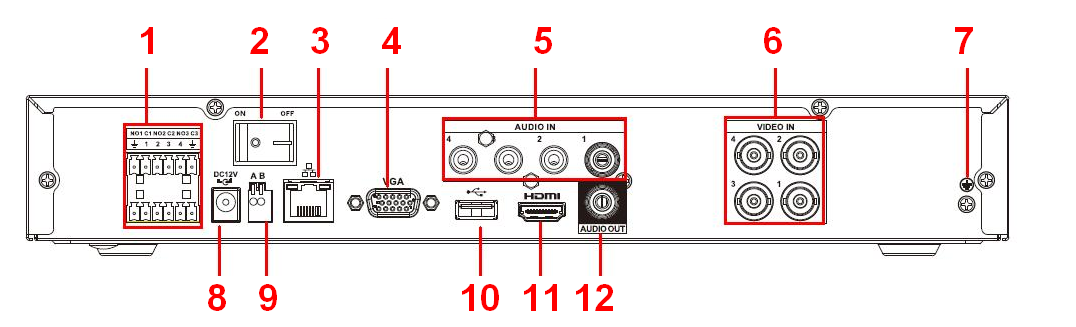 1 2 3 4 5 6 7
ON OFF
AUDIO IN
VIDEO IN
NO1 C1 NO2 C2 NO3 C3
1 2 3 4
4 2 1
4 2
DC12V
A B
VGA
HDMI
3 1
AUDIO OUT
8 9 10 11 12